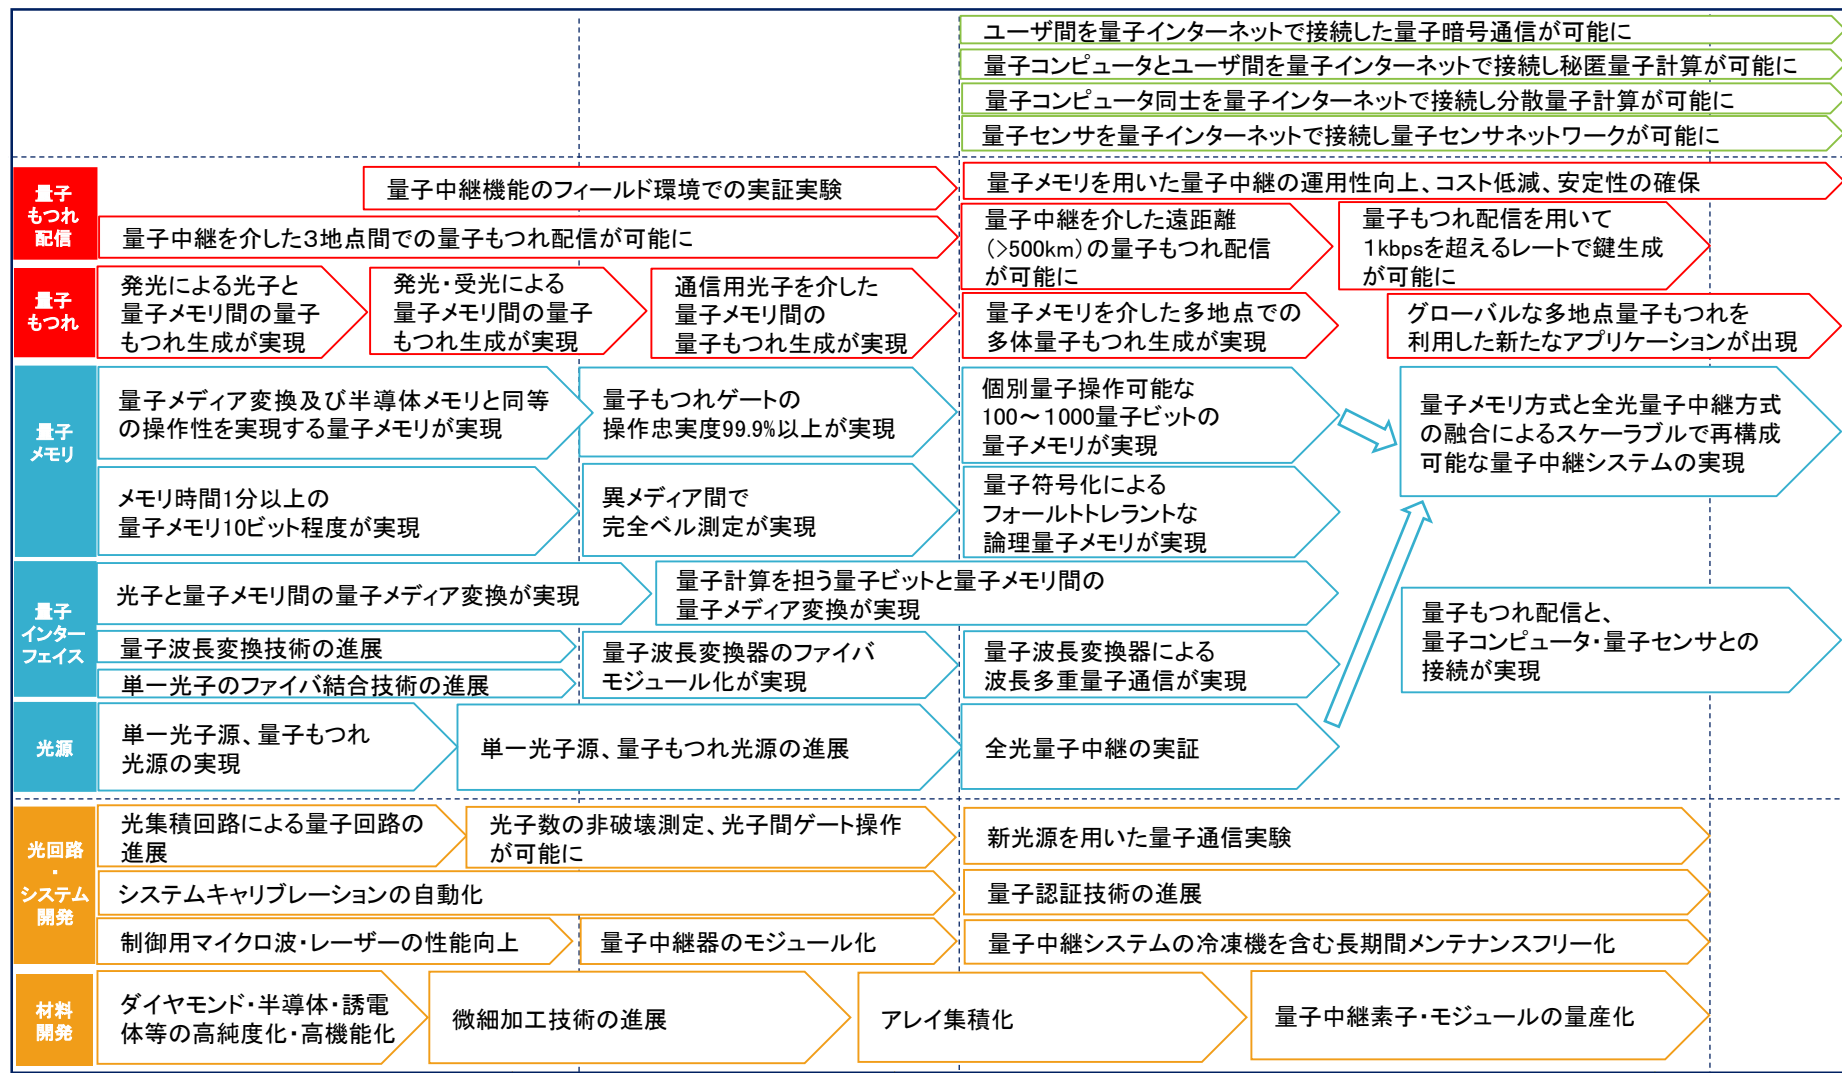 ユーザ間を量子インターネットで接続した量子暗号通信が可能に
量子コンピュータとユーザ間を量子インターネットで接続し秘匿量子計算が可能に
量子コンピュータ同士を量子インターネットで接続し分散量子計算が可能に
量子センサを量子インターネットで接続し量子センサネットワークが可能に
量子
もつれ
配信
量子中継機能のフィールド環境での実証実験
量子メモリを用いた量子中継の運用性向上、コスト低減、安定性の確保
量子中継を介した3地点間での量子もつれ配信が可能に
量子中継を介した遠距離
(>500km)の量子もつれ配信
が可能に
量子もつれ配信を用いて
1kbpsを超えるレートで鍵生成
が可能に
量子
もつれ
発光による光子と
量子メモリ間の量子
もつれ生成が実現
発光・受光による
量子メモリ間の量子
もつれ生成が実現
通信用光子を介した
量子メモリ間の
量子もつれ生成が実現
量子メモリを介した多地点での
多体量子もつれ生成が実現
グローバルな多地点量子もつれを
利用した新たなアプリケーションが出現
量子
メモリ
量子メディア変換及び半導体メモリと同等
の操作性を実現する量子メモリが実現
量子もつれゲートの
操作忠実度99.9%以上が実現
個別量子操作可能な
100～1000量子ビットの
量子メモリが実現
量子メモリ方式と全光量子中継方式
の融合によるスケーラブルで再構成
可能な量子中継システムの実現
メモリ時間1分以上の
量子メモリ10ビット程度が実現
異メディア間で
完全ベル測定が実現
量子符号化による
フォールトトレラントな
論理量子メモリが実現
量子
インター
フェイス
光子と量子メモリ間の量子メディア変換が実現
量子計算を担う量子ビットと量子メモリ間の
量子メディア変換が実現
量子もつれ配信と、
量子コンピュータ・量子センサとの
接続が実現
量子波長変換技術の進展
単一光子のファイバ結合技術の進展
量子波長変換器のファイバ
モジュール化が実現
量子波長変換器による
波長多重量子通信が実現
光源
単一光子源、量子もつれ
光源の実現
単一光子源、量子もつれ光源の進展
全光量子中継の実証
光回路
・
システム
開発
光集積回路による量子回路の
進展
光子数の非破壊測定、光子間ゲート操作
が可能に
新光源を用いた量子通信実験
システムキャリブレーションの自動化
量子認証技術の進展
制御用マイクロ波・レーザーの性能向上
量子中継器のモジュール化
量子中継システムの冷凍機を含む長期間メンテナンスフリー化
材料
開発
ダイヤモンド・半導体・誘電
体等の高純度化・高機能化
微細加工技術の進展
アレイ集積化
量子中継素子・モジュールの量産化